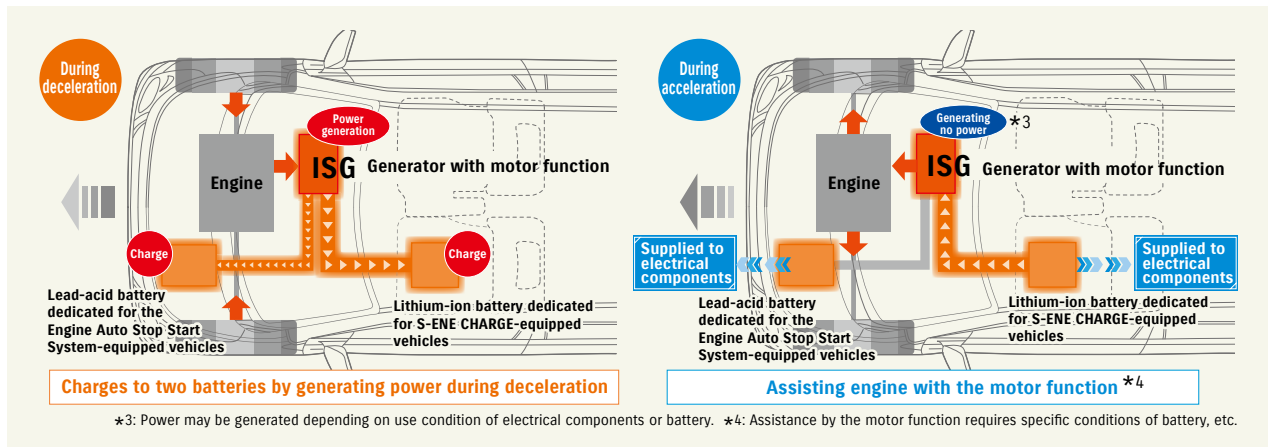 During
deceleration
Power
generation
ISG Generator with motor function
Engine
Charge
Charge
Lead-acid battery
dedicated for the
Engine Auto Stop Start
System-equipped vehicles
Lithium-ion battery dedicated
for S-ENE CHARGE-equipped
vehicles
Charges to two batteries by generating power during deceleration
During
acceleration
Generating
no power
*3
ISG Generator with motor function
Engine
Supplied to
electrical
components
Supplied to
electrical
components
Lead-acid battery
dedicated for the
Engine Auto Stop Start
System-equipped vehicles
Lithium-ion battery dedicated
for S-ENE CHARGE-equipped
vehicles
Assisting engine with the motor function *4
*3: Power may be generated depending on use condition of electrical components or battery. *4: Assistance by the motor function requires specific conditions of battery, etc.